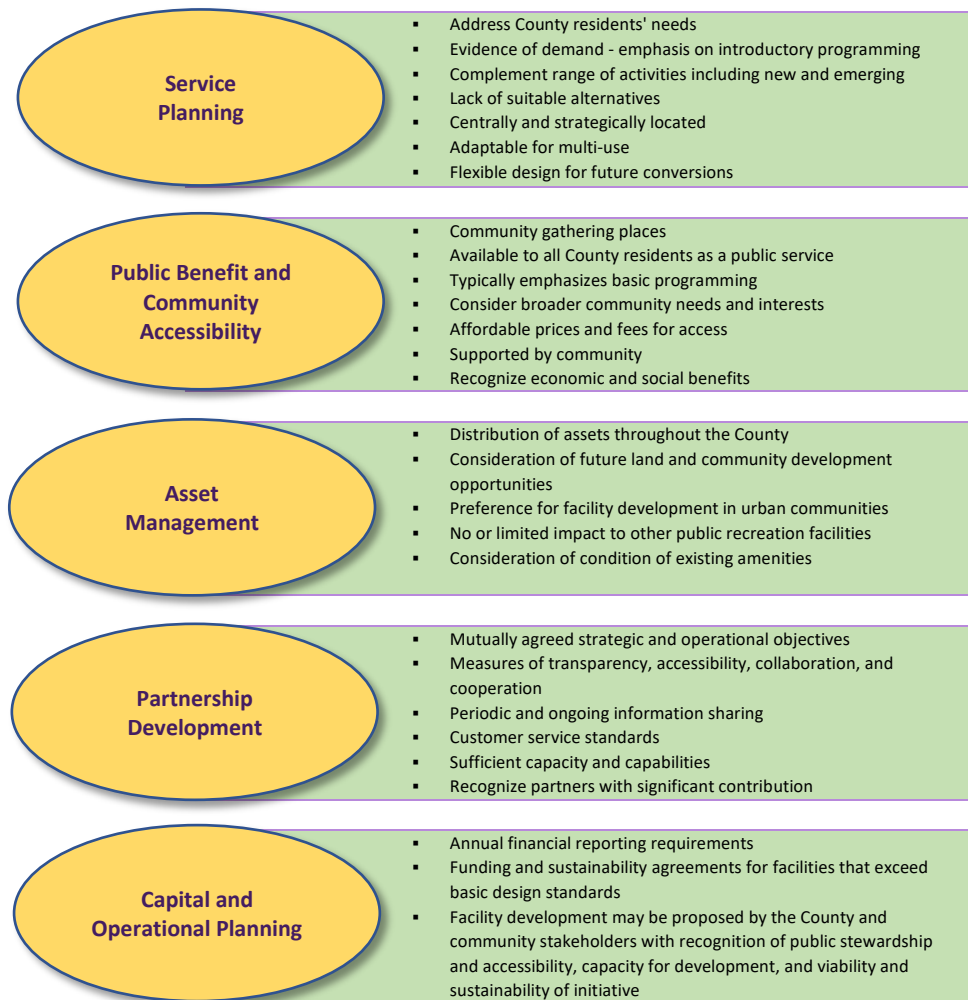 Service
Planning
▪ Address County residents' needs
▪ Evidence of demand - emphasis on introductory programming
▪ Complement range of activities including new and emerging
▪ Lack of suitable alternatives
▪ Centrally and strategically located
▪ Adaptable for multi-use
▪ Flexible design for future conversions
Public Benefit and
Community
Accessibility
▪ Community gathering places
▪ Available to all County residents as a public service
▪ Typically emphasizes basic programming
▪ Consider broader community needs and interests
▪ Affordable prices and fees for access
▪ Supported by community
▪ Recognize economic and social benefits
Asset
Management
▪ Distribution of assets throughout the County
▪ Consideration of future land and community development
opportunities
▪ Preference for facility development in urban communities
▪ No or limited impact to other public recreation facilities
▪ Consideration of condition of existing amenities
Partnership
Development
▪ Mutually agreed strategic and operational objectives
▪ Measures of transparency, accessibility, collaboration, and
cooperation
▪ Periodic and ongoing information sharing
▪ Customer service standards
▪ Sufficient capacity and capabilities
▪ Recognize partners with significant contribution
Capital and
Operational Planning
▪ Annual financial reporting requirements
▪ Funding and sustainability agreements for facilities that exceed
basic design standards
▪ Facility development may be proposed by the County and
community stakeholders with recognition of public stewardship
and accessibility, capacity for development, and viability and
sustainability of initiative